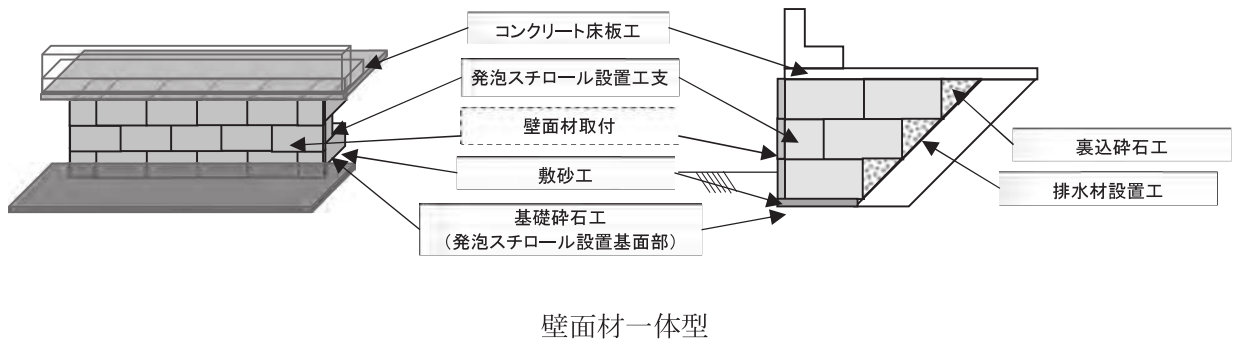 コンクリート床板工
発泡スチロール設置工支
壁面材取付
敷砂工
基礎砕石工
（発泡スチロール設置基面部）
裏込砕石工
排水材設置工
壁面材一体型